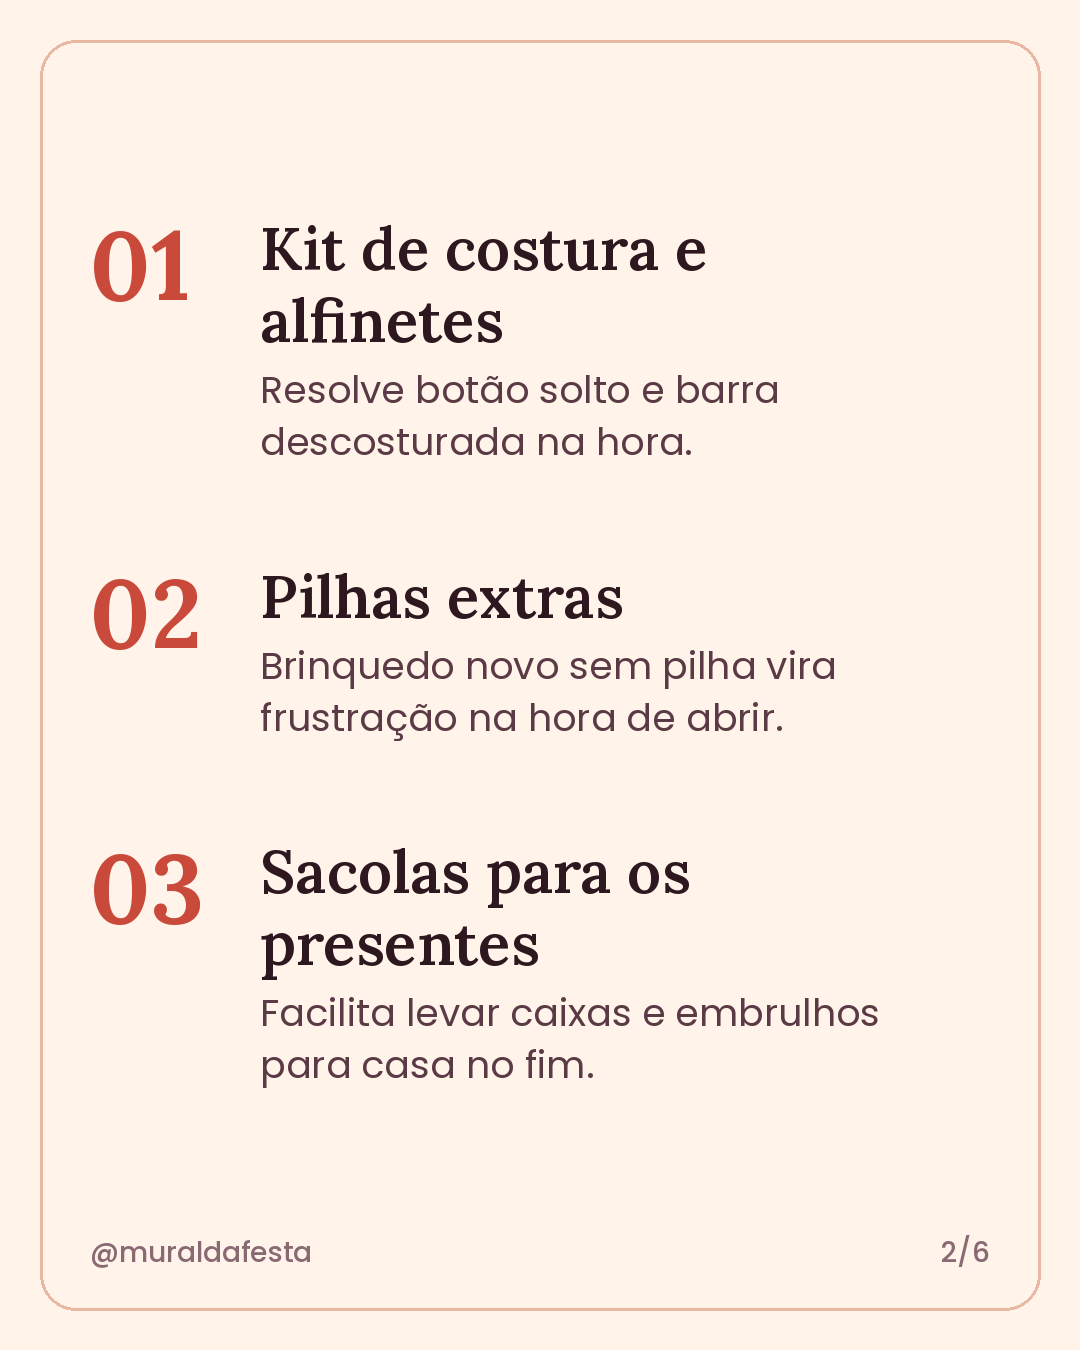 01
Kit de costura e
alfinetes
Resolve botão solto e barra
descosturada na hora.
02
Pilhas extras
Brinquedo novo sem pilha vira
frustração na hora de abrir.
03
Sacolas para os
presentes
Facilita levar caixas e embrulhos
para casa no fim.
@muraldafesta
2/6